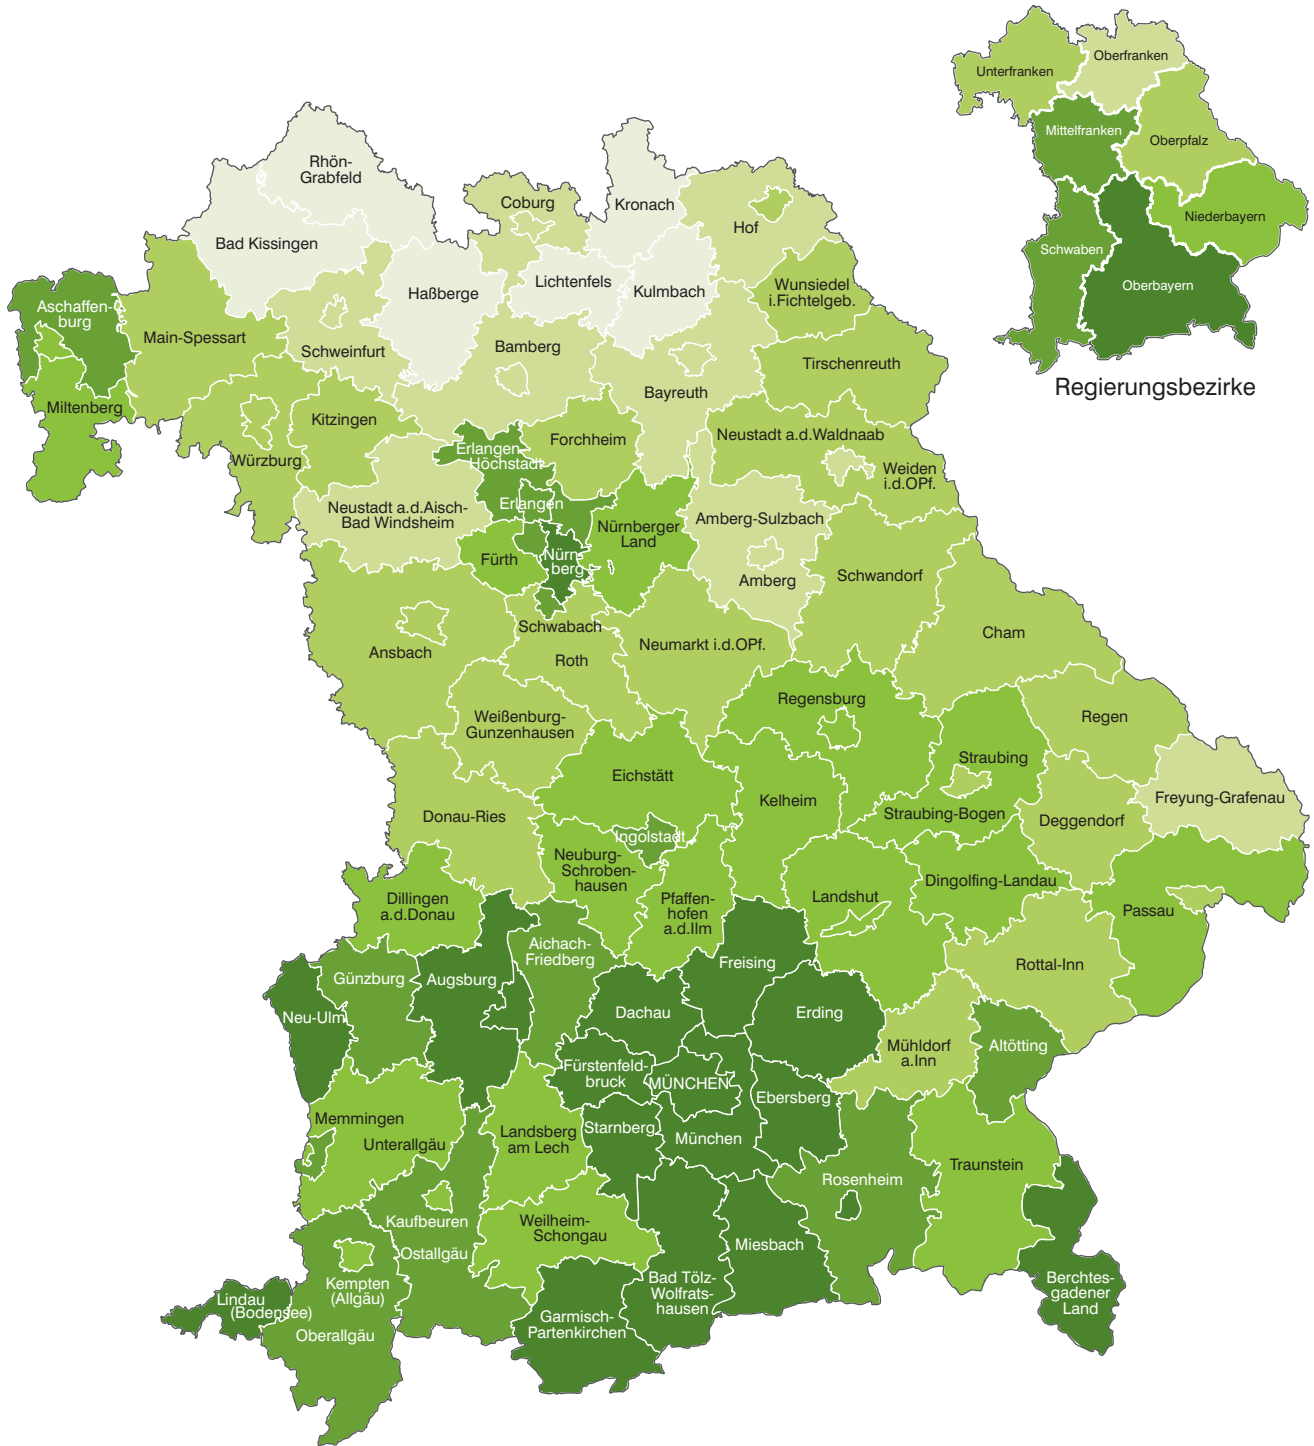 Oberfranken
Unterfranken
Mittelfranken
Oberpfalz
Niederbayern
Schwaben
Oberbayern
Regierungsbezirke
Rhön-
Grabfeld
Coburg
Kronach
Hof
Bad Kissingen
Haßberge
Lichtenfels
Kulmbach
Wunsiedel
i.Fichtelgeb.
Aschaffen-
burg
Main-Spessart
Schweinfurt
Bamberg
Tirschenreuth
Bayreuth
Miltenberg
Kitzingen
Forchheim
Neustadt a.d.Waldnaab
Würzburg
Erlangen-
Höchstadt
Weiden
i.d.OPf.
Neustadt a.d.Aisch-
Bad Windsheim
Erlangen
Nürnberger
Land
Amberg-Sulzbach
Fürth
Nürn-
berg
Amberg
Schwandorf
Schwabach
Cham
Ansbach
Roth
Neumarkt i.d.OPf.
Weißenburg-
Gunzenhausen
Regensburg
Regen
Eichstätt
Straubing
Kelheim
Freyung-Grafenau
Donau-Ries
Straubing-Bogen
Deggendorf
Ingolstadt
Neuburg-
Schroben-
hausen
Dillingen
a.d.Donau
Pfaffen-
hofen
a.d.Ilm
Landshut
Dingolfing-Landau
Passau
Aichach-
Friedberg
Günzburg
Augsburg
Freising
Rottal-Inn
Neu-Ulm
Dachau
Erding
Mühldorf
a.Inn
Altötting
Fürstenfeld-
bruck
MÜNCHEN
Ebersberg
Memmingen
Unterallgäu
Landsberg
am Lech
Starnberg
München
Traunstein
Rosenheim
Kaufbeuren
Weilheim-
Schongau
Ostallgäu
Miesbach
Kempten
(Allgäu)
Bad Tölz-
Wolfrats-
hausen
Berchtes-
gadener
Land
Lindau
(Bodensee)
Oberallgäu
Garmisch-
Partenkirchen